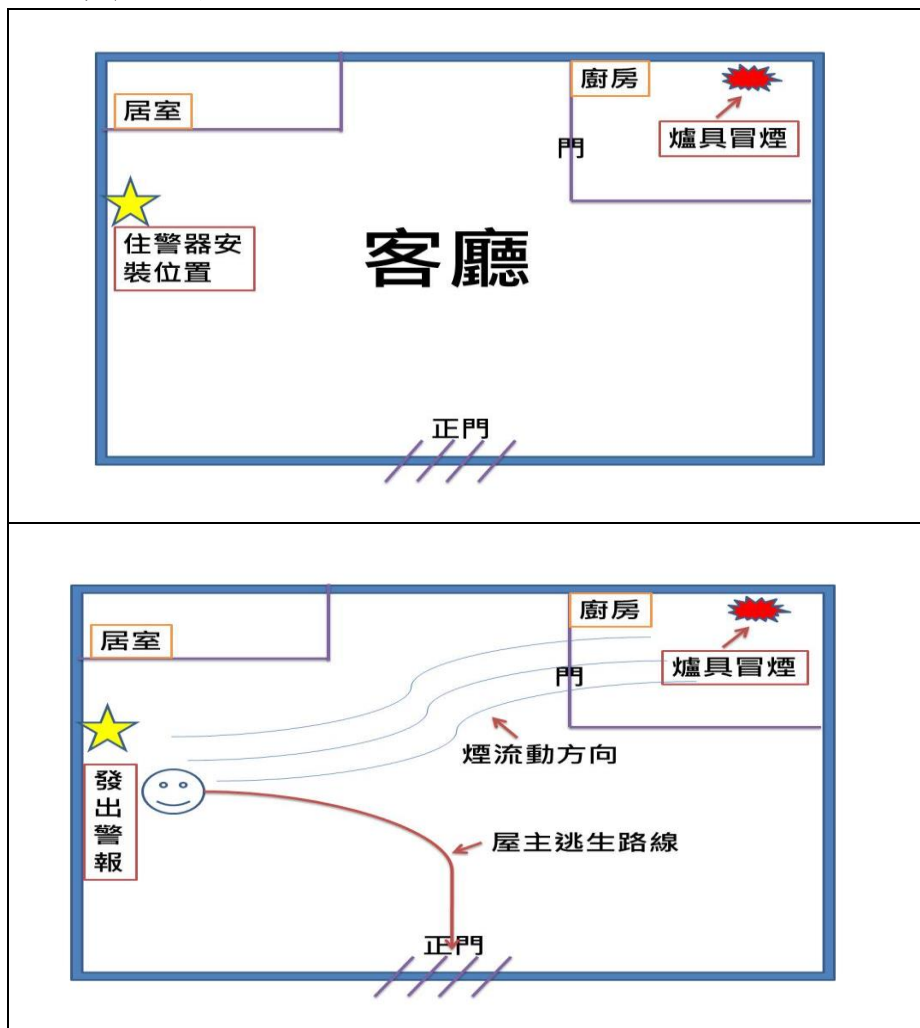 廚房
居室
爐具冒煙
門
住警器安
裝位置
客廳
正門
廚房
居室
爐具冒煙
門
煙流動方向
發
出
警
報
屋主逃生路線
正門